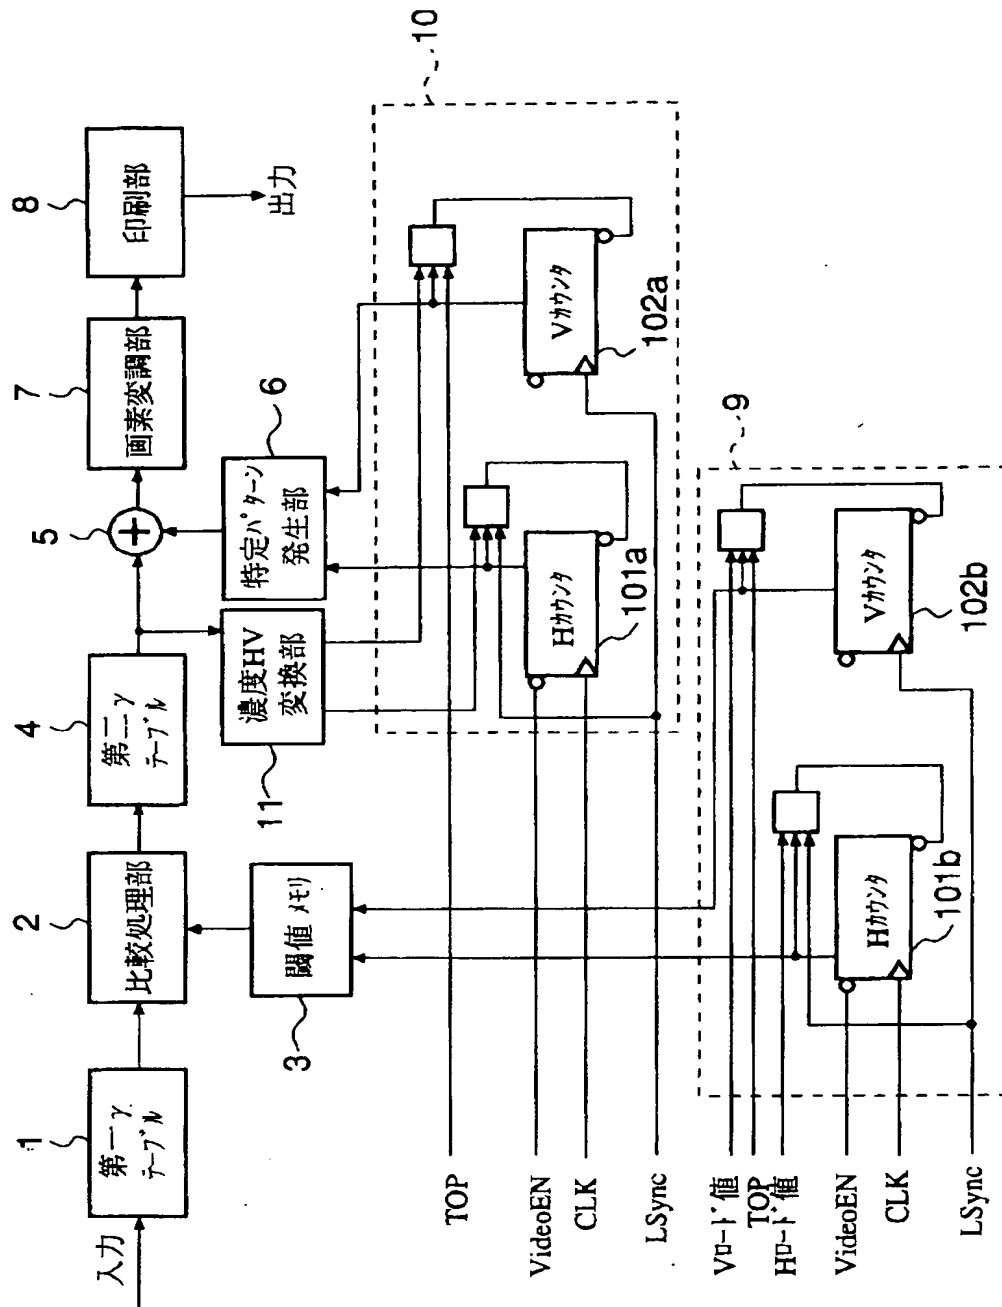 入力
1
第一γ
テーブル
2
比較処理部
3
閾値メモリ
4
第二γ
テーブル
5
+
11
濃度HV
変換部
6
特定パターン
発生部
7
画素変調部
8
印刷部
出力
10
Hカウンタ
101a
Vカウンタ
102a
TOP
VideoEN
CLK
LSync
9
Hカウンタ
101b
Vカウンタ
102b
Vロード値
TOP
Hロード値
VideoEN
CLK
LSync